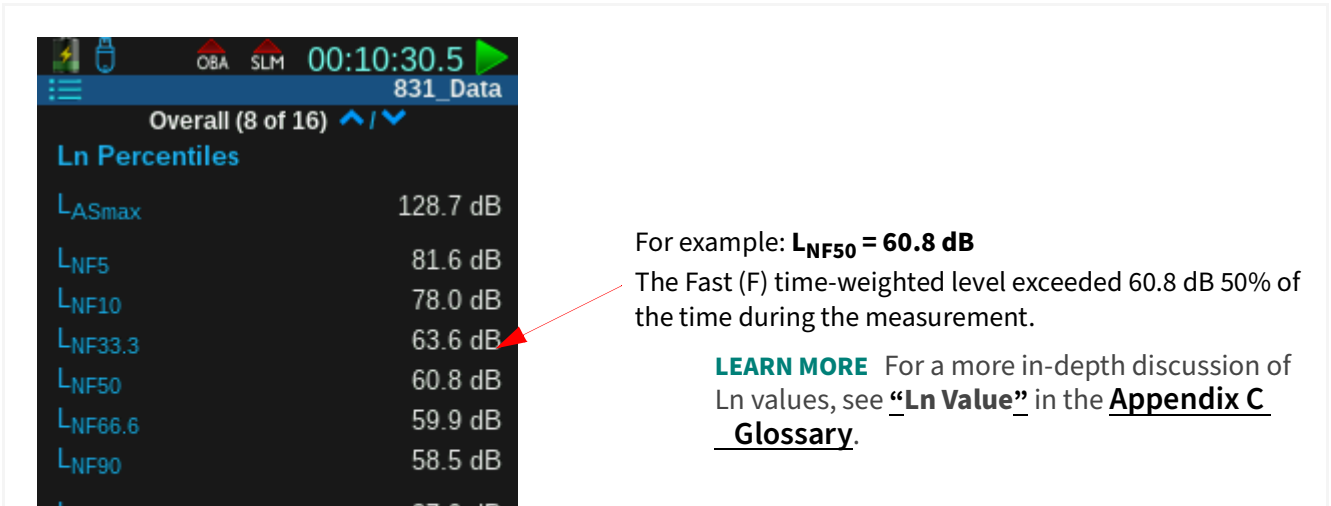 OBA SLM 00:10:30.5
831_Data
Overall (8 of 16) /
Ln Percentiles
LASmax 128.7 dB
LNF5 81.6 dB
LNF10 78.0 dB
LNF33.3 63.6 dB
LNF50 60.8 dB
LNF66.6 59.9 dB
LNF90 58.5 dB
For example: LNF50 = 60.8 dB
The Fast (F) time-weighted level exceeded 60.8 dB 50% of
the time during the measurement.
LEARN MORE For a more in-depth discussion of
Ln values, see “Ln Value” in the Appendix C
Glossary.